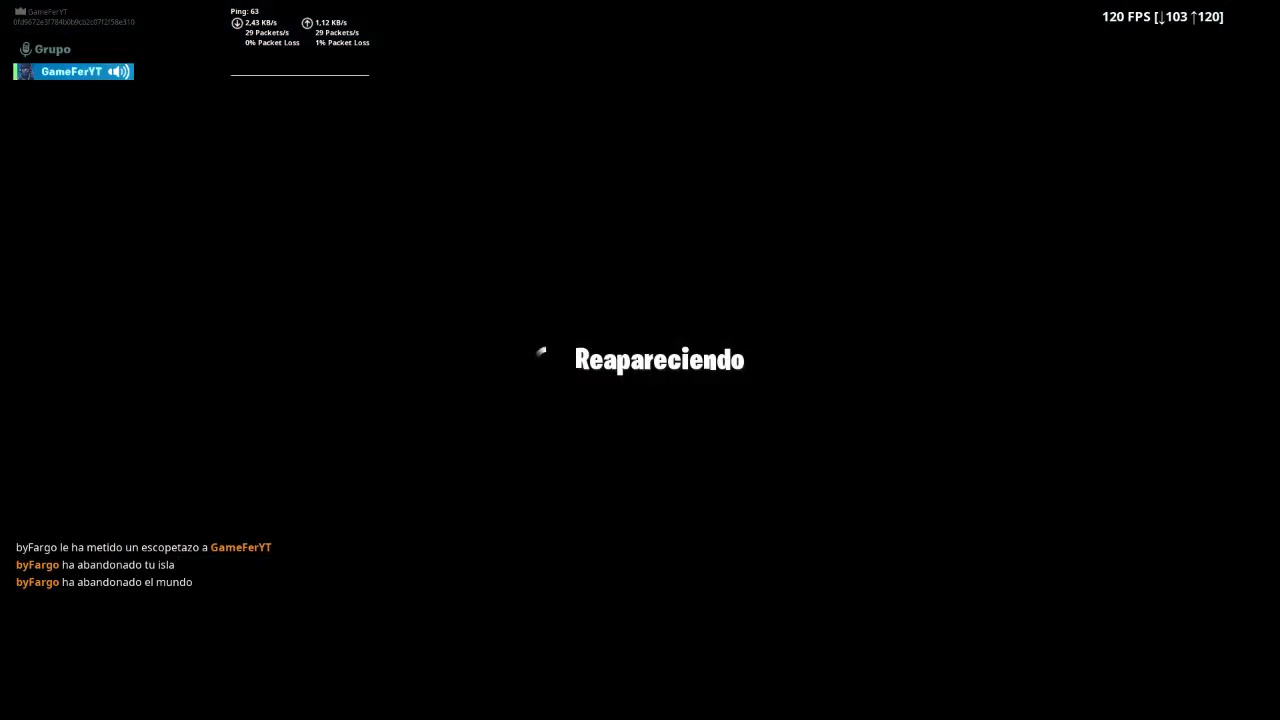 GameFerYT
Ping: 63
2,43 KB/s
1,12 KB/s
29 Packets/s
29 Packets/s
0% Packet Loss
1% Packet Loss
120 FPS [↓103 ↑120]
Grupo
GameFerYT
Reapareciendo
byFargo le ha metido un escopetazo a GameFerYT
byFargo ha abandonado tu isla
byFargo ha abandonado el mundo